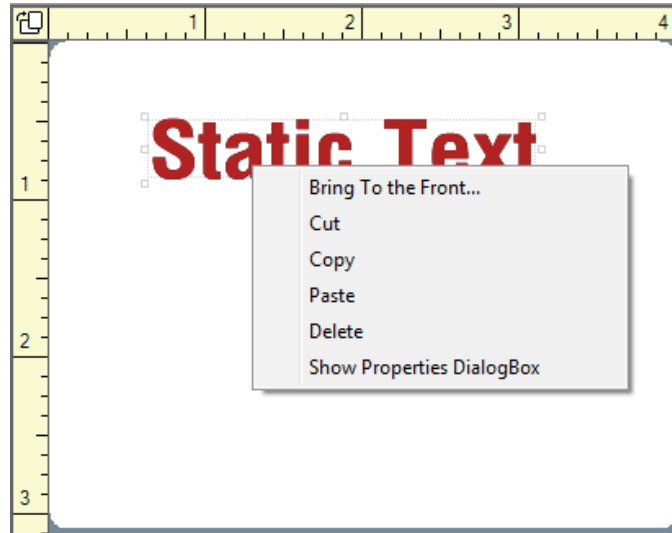 1 2 3 4
Static Text
1
Bring To the Front...
Cut
Copy
Paste
Delete
2
Show Properties DialogBox
3